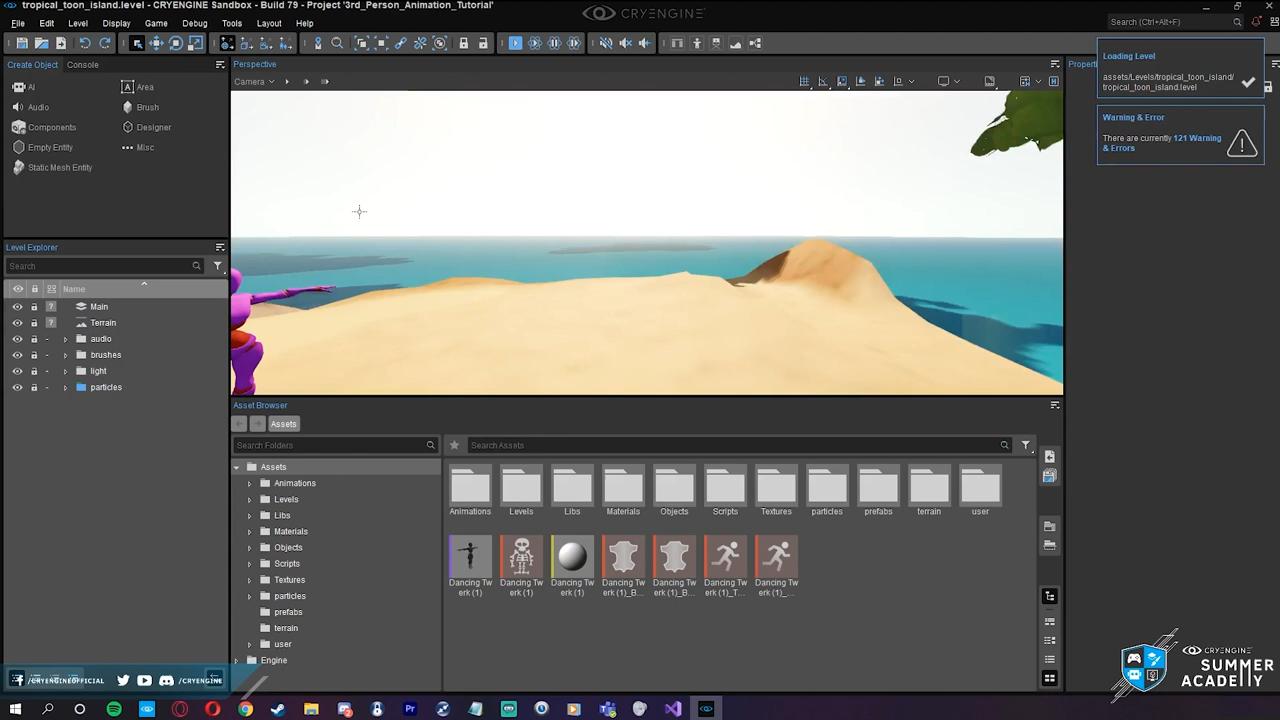 tropical_toon_island.level - CRYENGINE Sandbox - Build 79 - Project '3rd_Person_Animation_Tutorial'
CRYENGINE
File Edit Level Display Game Debug Tools Layout Help
Search (Ctrl+Alt+F)
Create Object
Console
AI
Area
Audio
Brush
Components
Designer
Empty Entity
Misc
Static Mesh Entity
Level Explorer
Search
Name
Main
Terrain
audio
brushes
light
particles
Perspective
Camera
Properties
Loading Level
assets/Levels/tropical_toon_island/
tropical_toon_island.level
Warning & Error
There are currently 121 Warning
& Errors
Asset Browser
Assets
Search Folders
Search Assets
Assets
Animations
Levels
Libs
Materials
Objects
Scripts
Textures
particles
prefabs
terrain
user
Engine
Animations Levels Libs Materials Objects Scripts Textures particles prefabs terrain user
Dancing Tw Dancing Tw Dancing Tw Dancing Tw Dancing Tw Dancing Tw Dancing Tw
erk (1) erk (1) erk (1) erk (1)_B... erk (1)_B... erk (1)_T... erk (1)_...
/CRYENGINEOFFICIAL
/CRYENGINE
CRYENGINE
SUMMER
ACADEMY